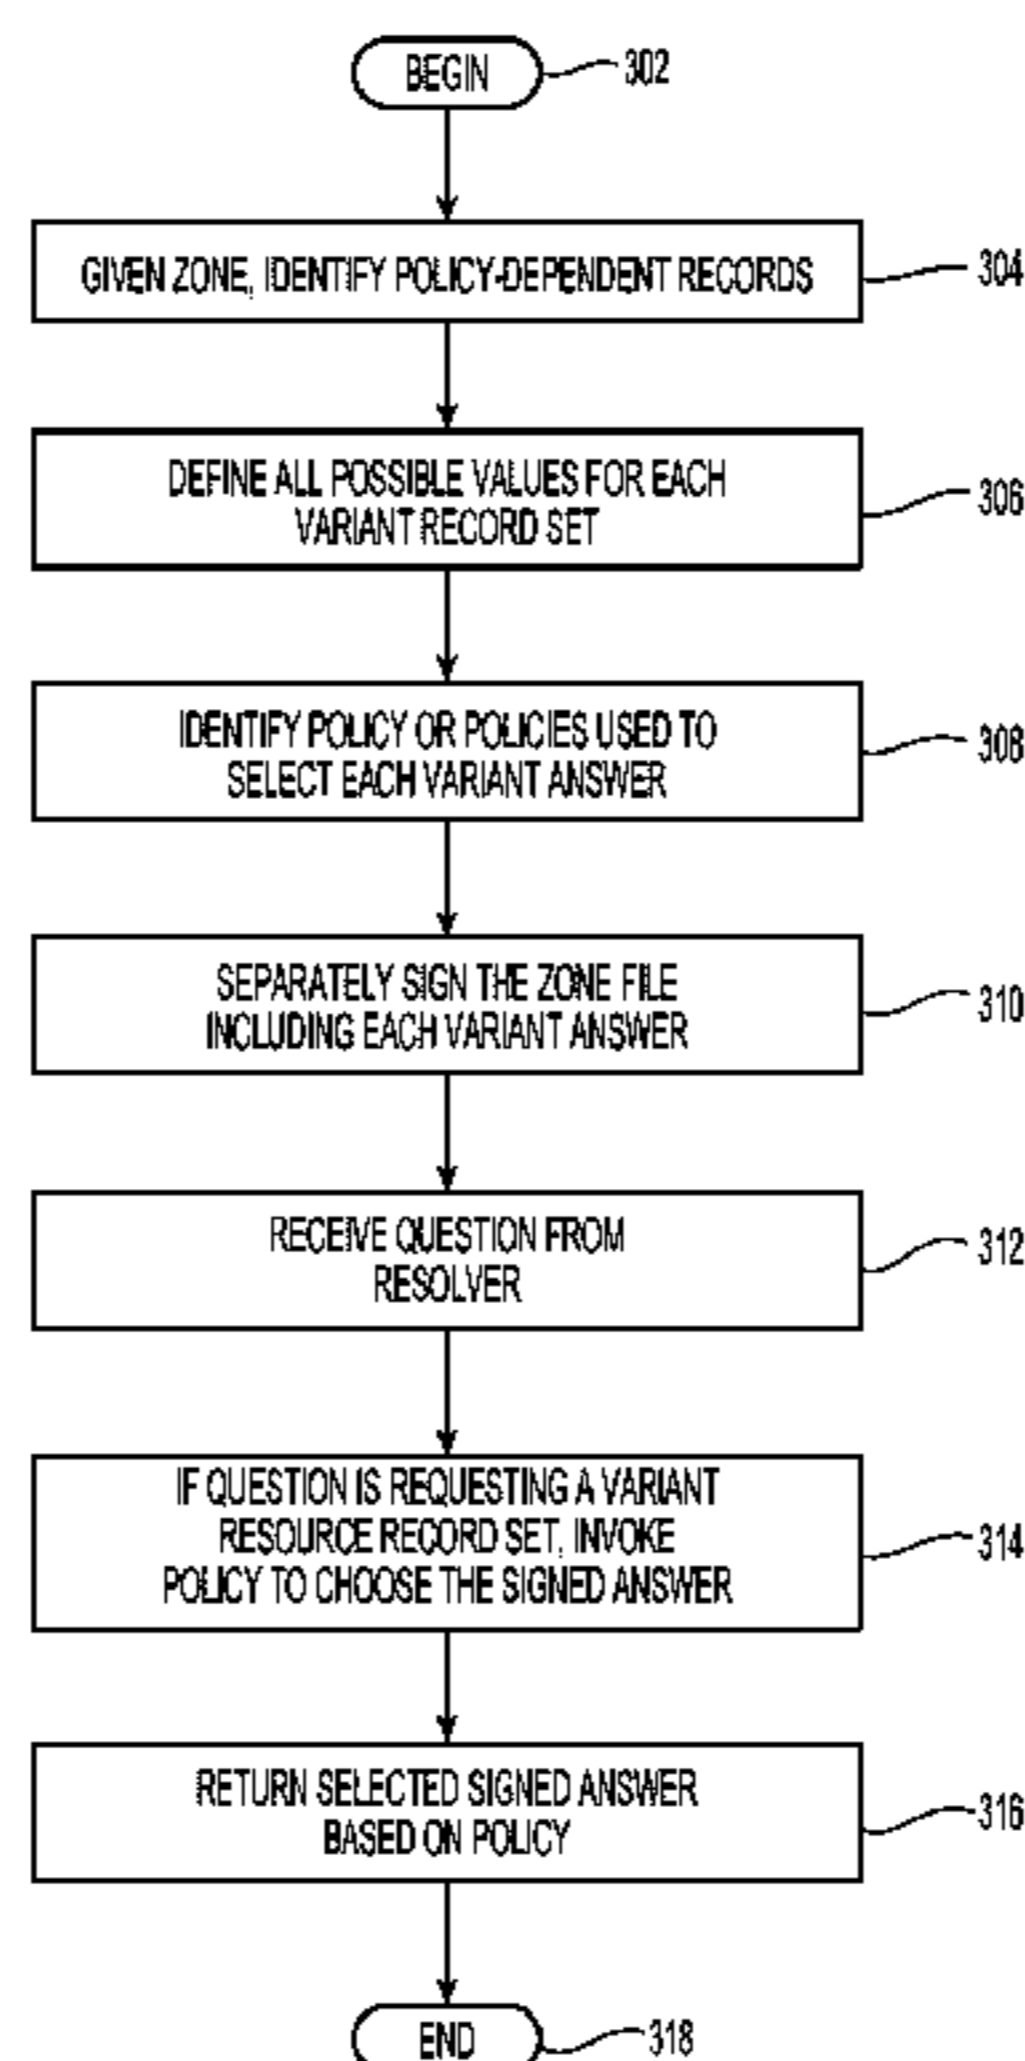 BEGIN
302
GIVEN ZONE, IDENTIFY POLICY-DEPENDENT RECORDS
304
DEFINE ALL POSSIBLE VALUES FOR EACH
VARIANT RECORD SET
306
IDENTIFY POLICY OR POLICIES USED TO
SELECT EACH VARIANT ANSWER
308
SEPARATELY SIGN THE ZONE FILE
INCLUDING EACH VARIANT ANSWER
310
RECEIVE QUESTION FROM
RESOLVER
312
IF QUESTION IS REQUESTING A VARIANT
RESOURCE RECORD SET, INVOKE
POLICY TO CHOOSE THE SIGNED ANSWER
314
RETURN SELECTED SIGNED ANSWER
BASED ON POLICY
316
END
318